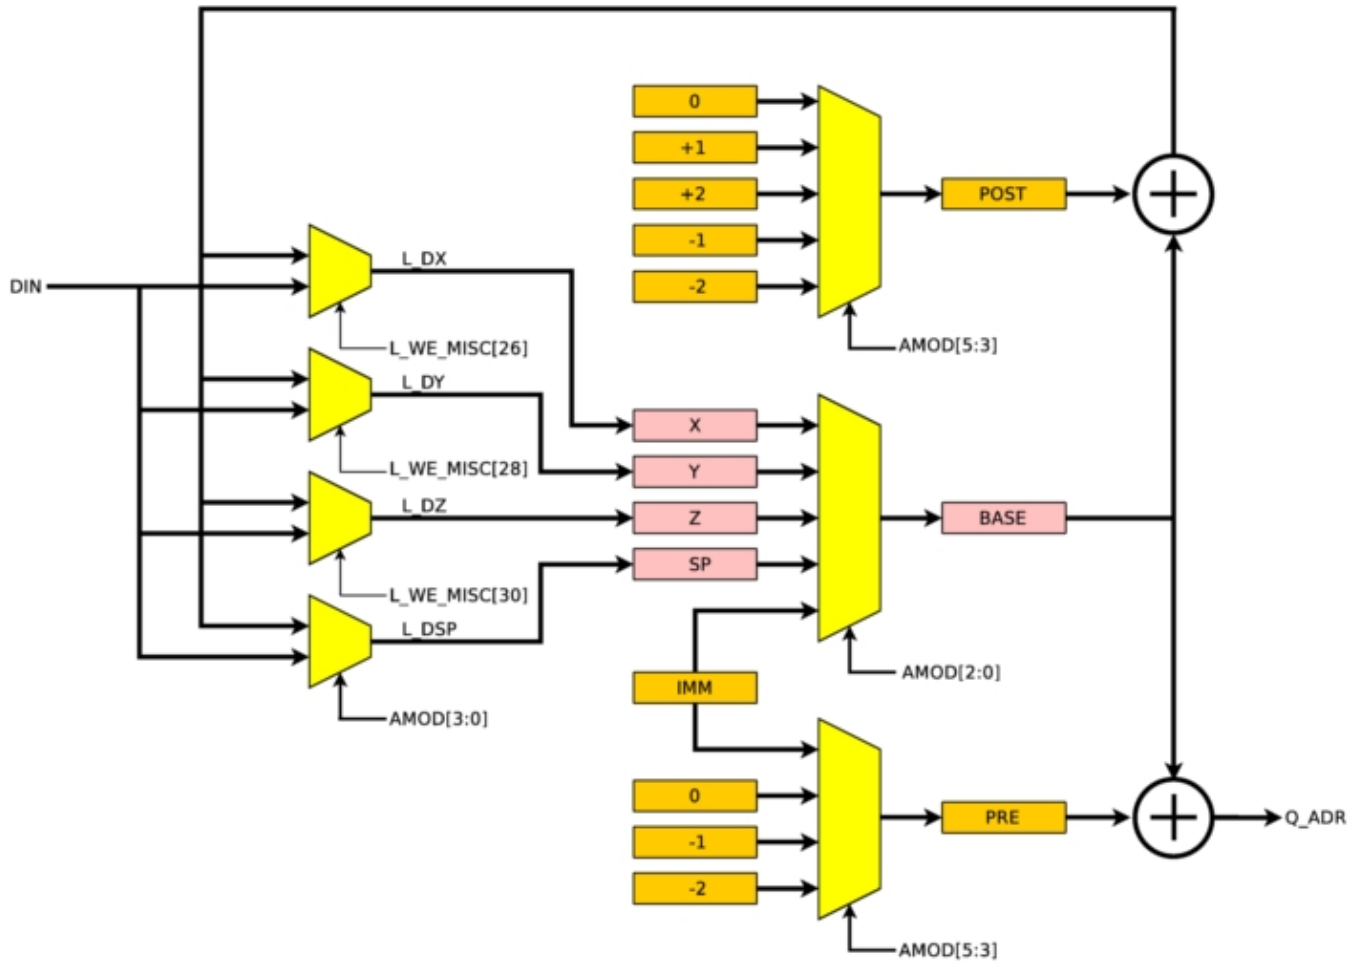 0
+1
+2
POST
-1
L_DX
DIN
-2
L_WE_MISC[26]
AMOD[5:3]
L_DY
X
L_WE_MISC[28]
Y
L_DZ
Z
BASE
SP
L_WE_MISC[30]
L_DSP
AMOD[2:0]
IMM
AMOD[3:0]
0
PRE
Q_ADR
-1
-2
AMOD[5:3]